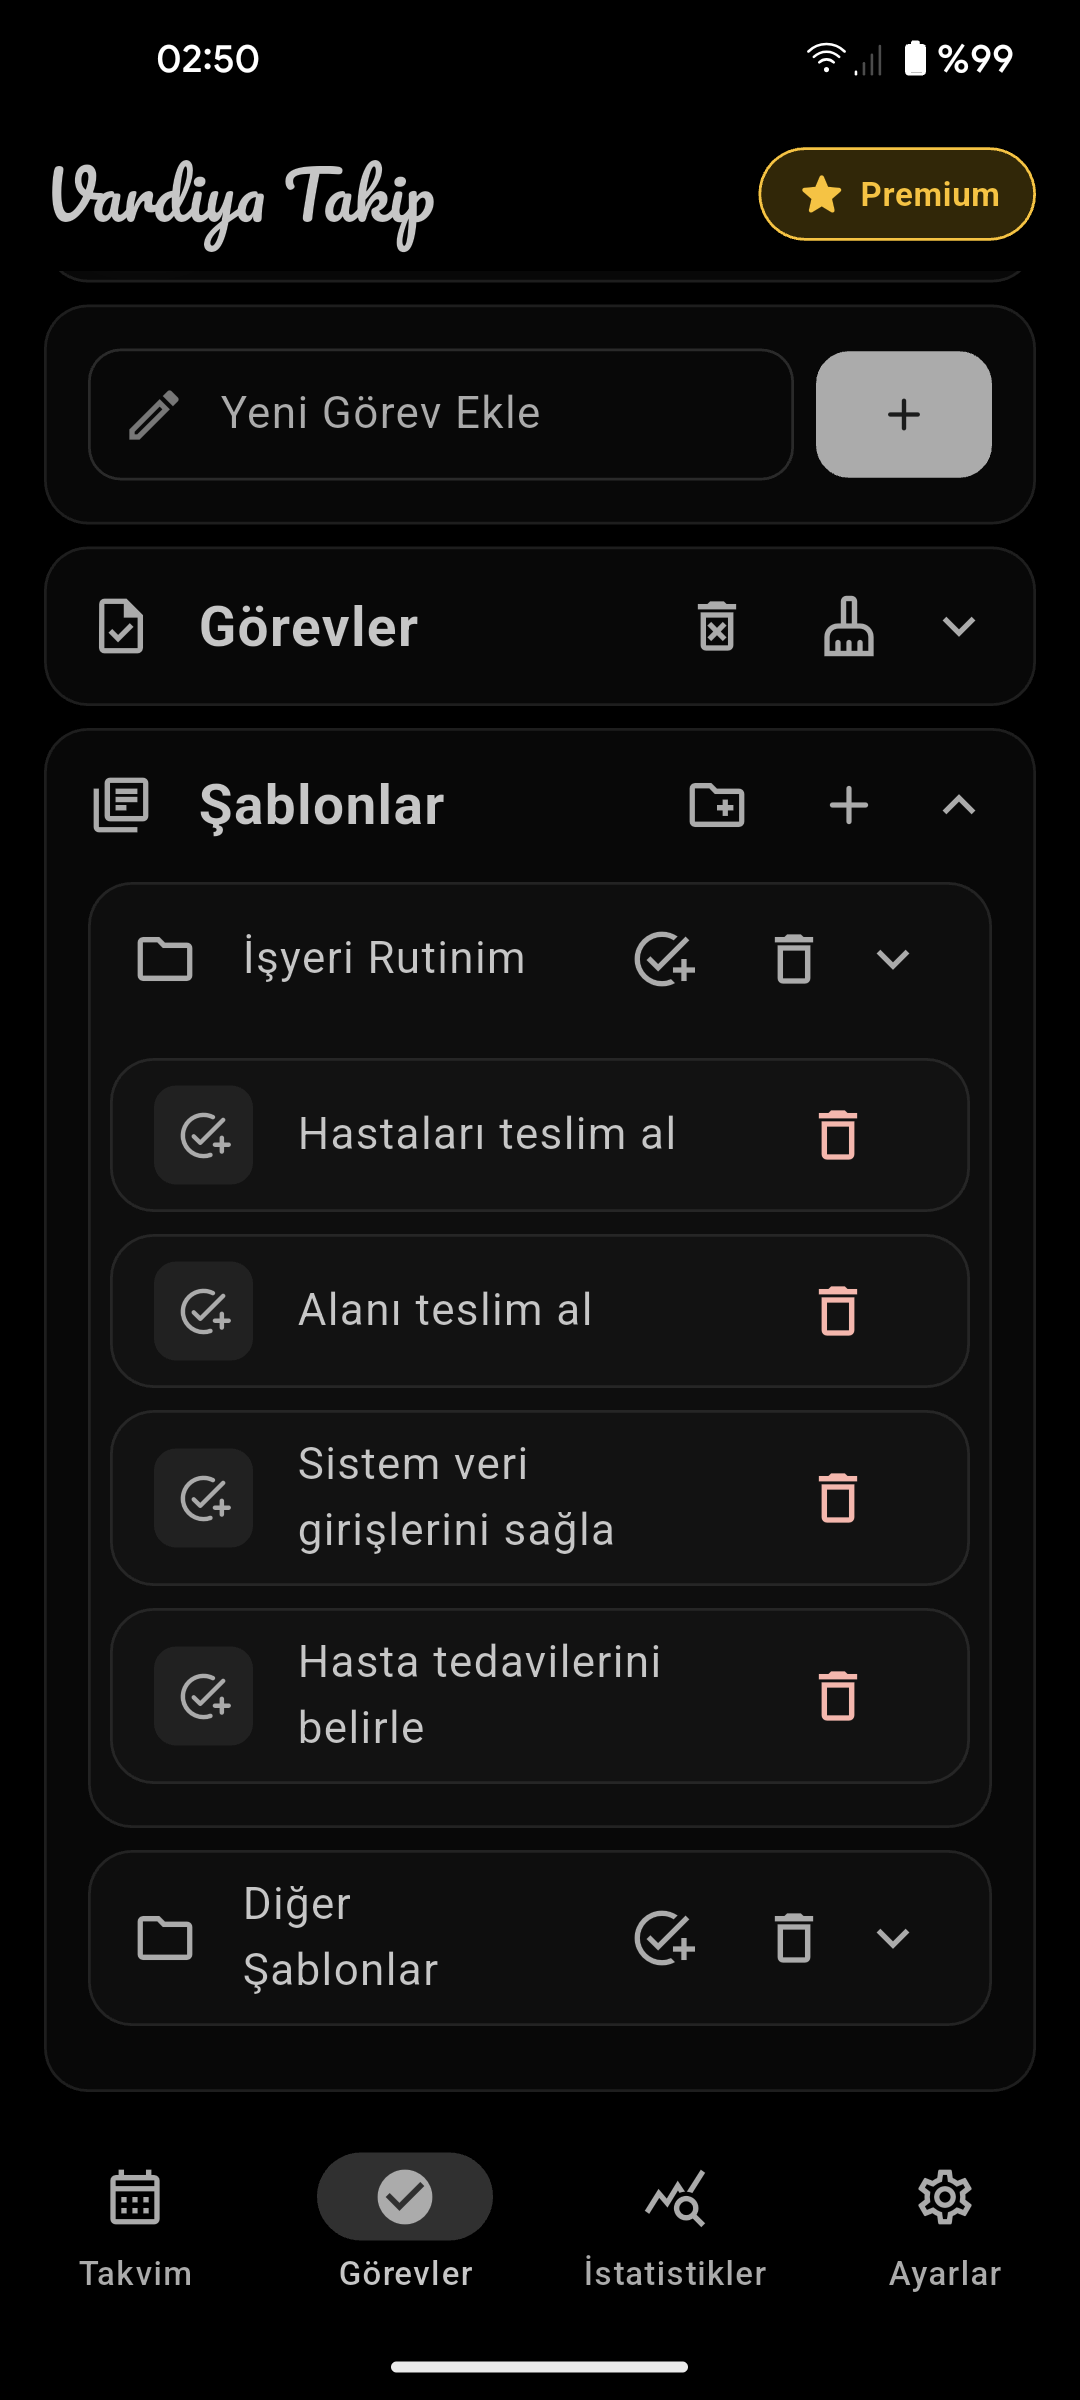 02:50
%99
Vardiya Takip
Premium
Yeni Görev Ekle
Görevler
Şablonlar
İşyeri Rutinim
Hastaları teslim al
Alanı teslim al
Sistem veri
girişlerini sağla
Hasta tedavilerini
belirle
Diğer
Şablonlar
Takvim
Görevler
İstatistikler
Ayarlar